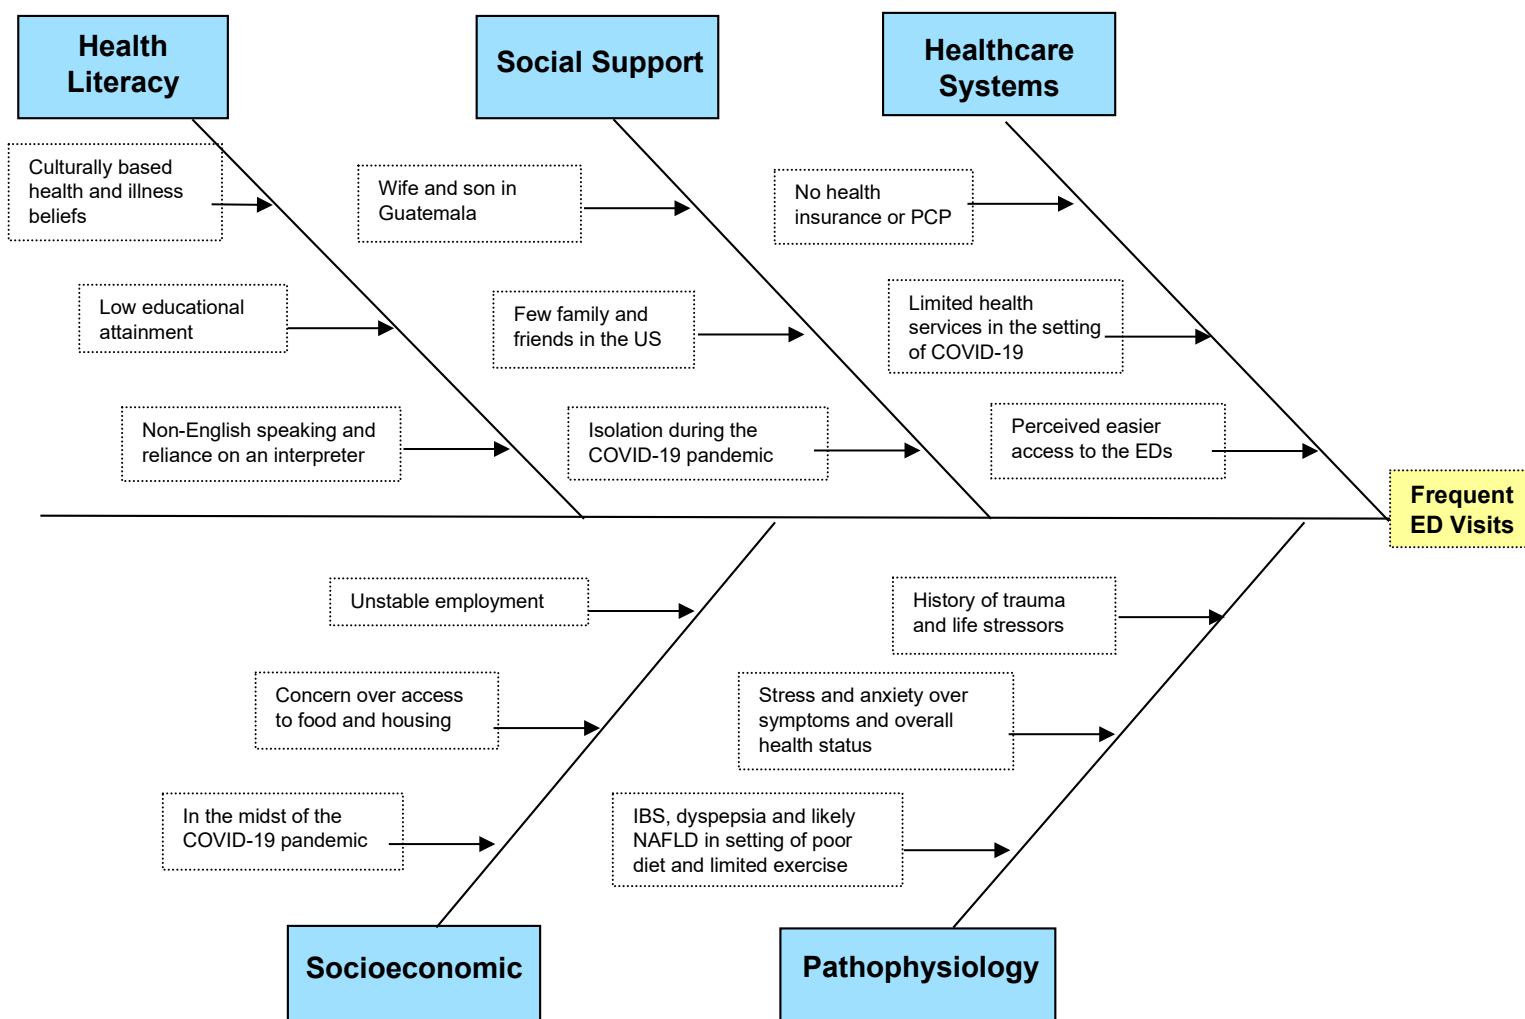 Health
Literacy
Social Support
Healthcare
Systems
Culturally based
health and illness
beliefs
Wife and son in
Guatemala
No health
insurance or PCP
Low educational
attainment
Few family and
friends in the US
Limited health
services in the setting
of COVID-19
Non-English speaking and
reliance on an interpreter
Isolation during the
COVID-19 pandemic
Perceived easier
access to the EDs
Frequent
ED Visits
Unstable employment
History of trauma
and life stressors
Concern over access
to food and housing
Stress and anxiety over
symptoms and overall
health status
In the midst of the
COVID-19 pandemic
IBS, dyspepsia and likely
NAFLD in setting of poor
diet and limited exercise
Socioeconomic
Pathophysiology